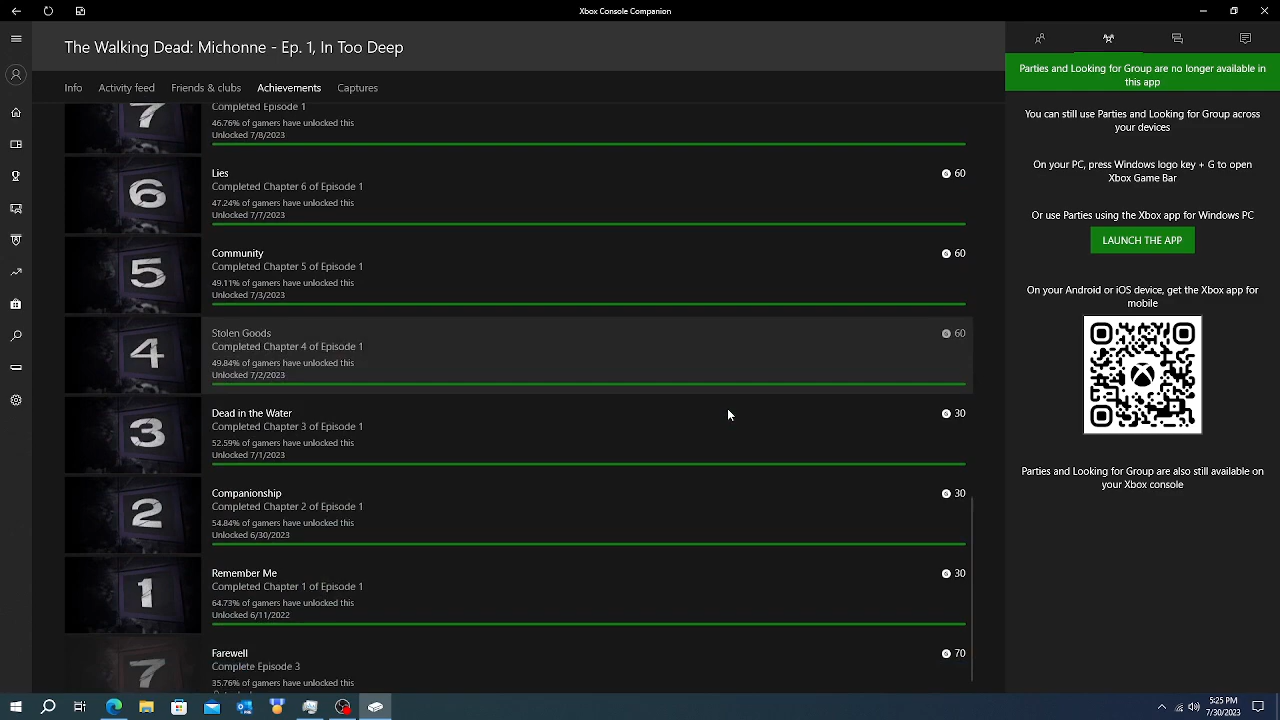 Xbox Console Companion
The Walking Dead: Michonne - Ep. 1, In Too Deep
Info Activity feed Friends & clubs Achievements Captures
7
Completed Episode 1
46.76% of gamers have unlocked this
Unlocked 7/8/2023
6
Lies
G 60
Completed Chapter 6 of Episode 1
47.24% of gamers have unlocked this
Unlocked 7/7/2023
5
Community
G 60
Completed Chapter 5 of Episode 1
49.11% of gamers have unlocked this
Unlocked 7/3/2023
4
Stolen Goods
G 60
Completed Chapter 4 of Episode 1
49.84% of gamers have unlocked this
Unlocked 7/2/2023
3
Dead in the Water
G 30
Completed Chapter 3 of Episode 1
52.59% of gamers have unlocked this
Unlocked 7/1/2023
2
Companionship
G 30
Completed Chapter 2 of Episode 1
54.84% of gamers have unlocked this
Unlocked 6/30/2023
1
Remember Me
G 30
Completed Chapter 1 of Episode 1
64.73% of gamers have unlocked this
Unlocked 6/11/2022
7
Farewell
G 70
Complete Episode 3
35.76% of gamers have unlocked this
Parties and Looking for Group are no longer available in
this app
You can still use Parties and Looking for Group across
your devices
On your PC, press Windows logo key + G to open
Xbox Game Bar
Or use Parties using the Xbox app for Windows PC
LAUNCH THE APP
On your Android or iOS device, get the Xbox app for
mobile
Parties and Looking for Group are also still available on
your Xbox console
5:25 PM
7/30/2023